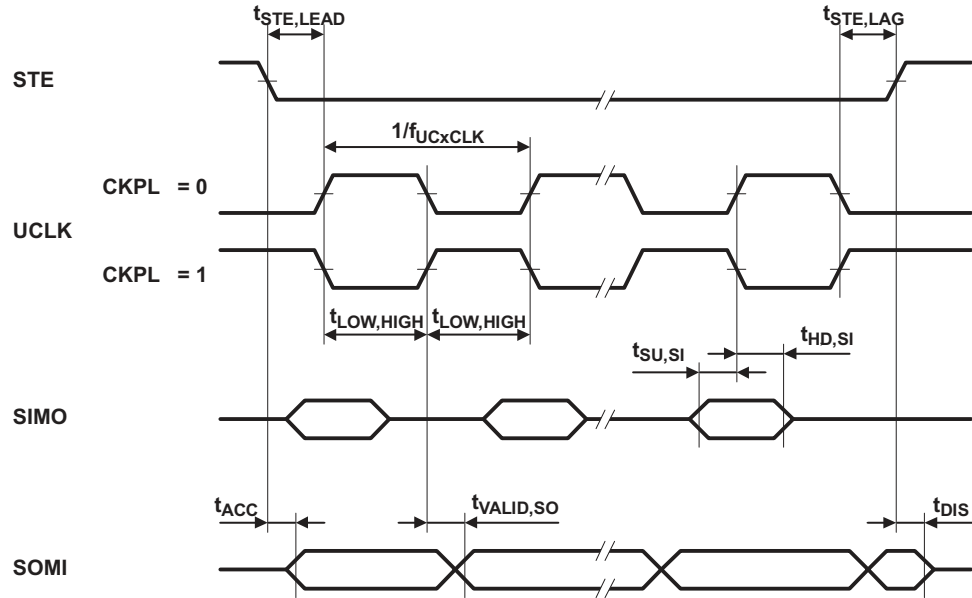 tSTE,LEAD
tSTE,LAG
STE
1/fUCxCLK
CKPL = 0
UCLK
CKPL = 1
tLOW,HIGH tLOW,HIGH
tHD,SI
tSU,SI
SIMO
tACC
tVALID,SO
tDIS
SOMI